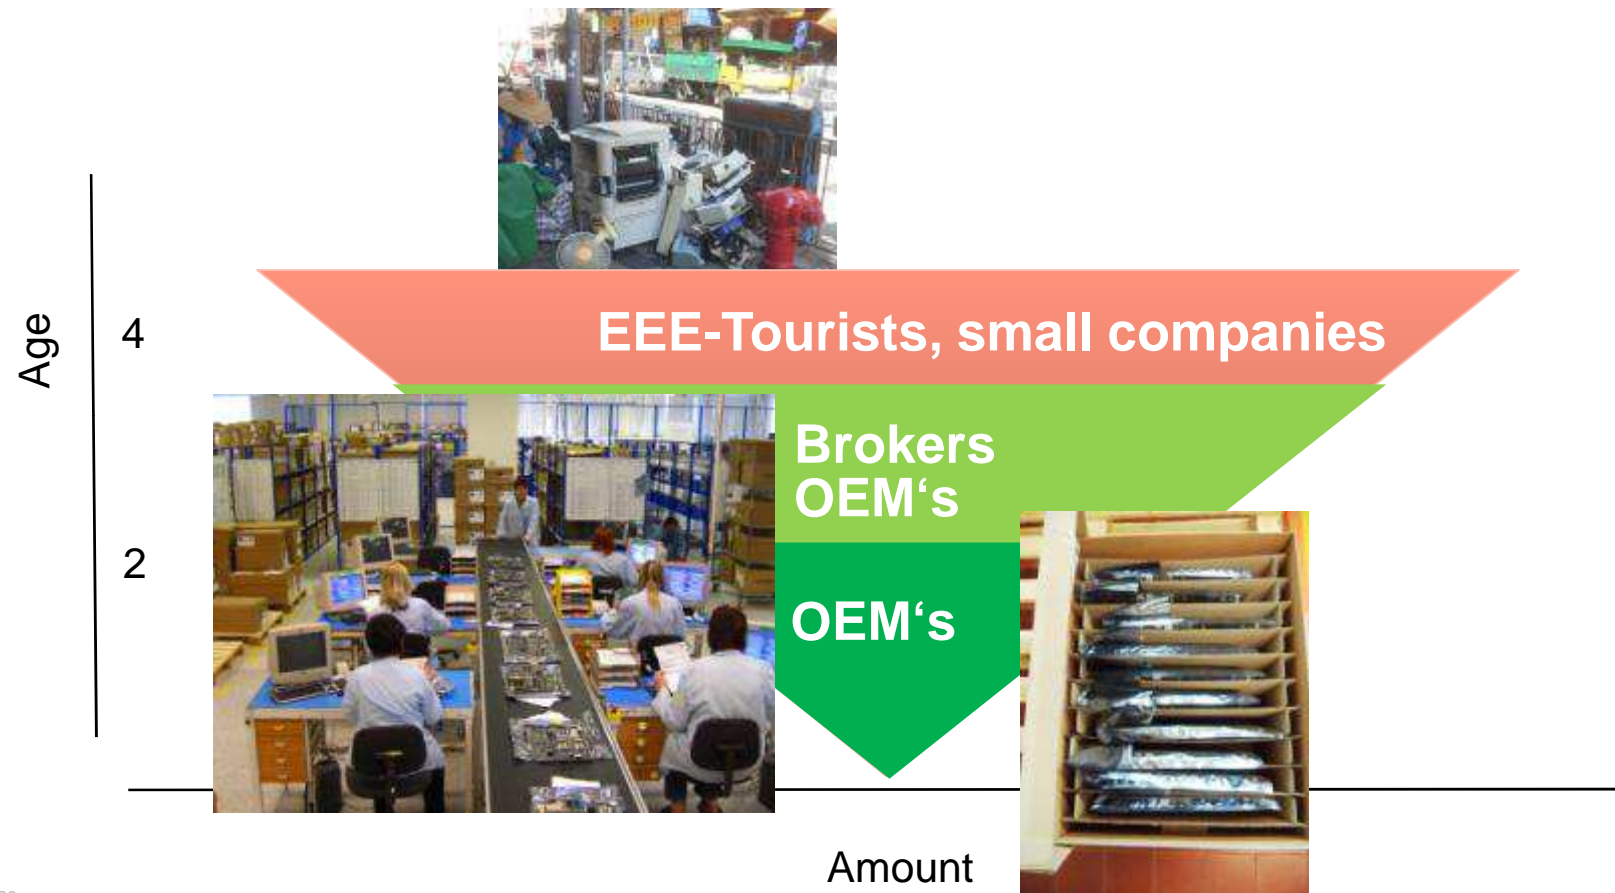 EEE-Tourists, small companies
Age
4
Brokers
OEM‘s
2
OEM‘s
Amount